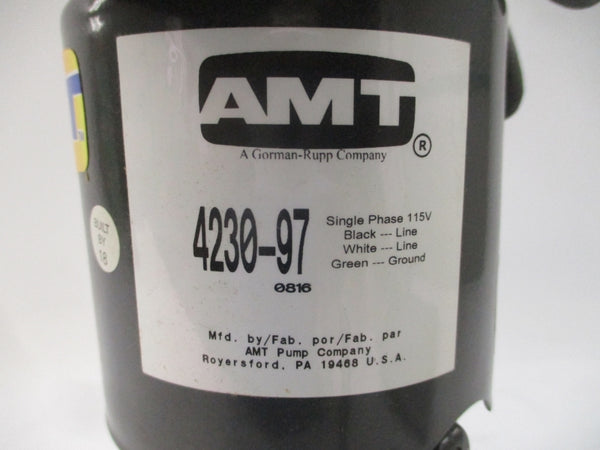 AMT
®
A Gorman-Rupp Company
4230-97
0816
Single Phase 115V
Black --- Line
White --- Line
Green --- Ground
Mfd. by/Fab. por/Fab. par
AMT Pump Company
Royersford, PA 19468 U.S.A.
BUILT
BY
18